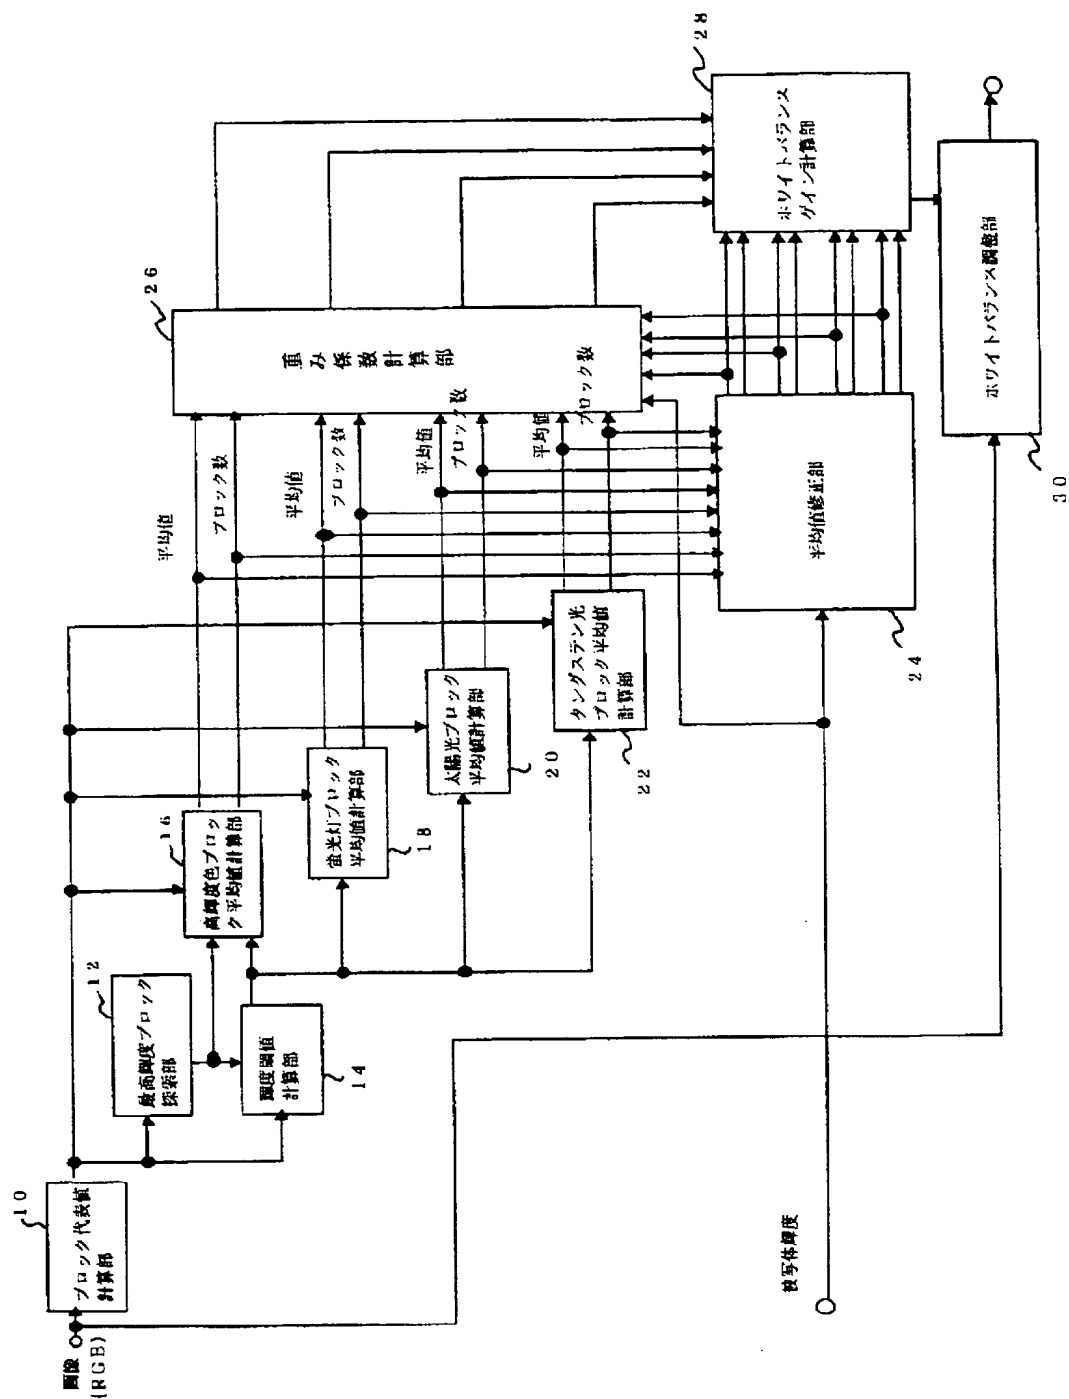 画像
(RGB)
10
ブロック代表値
計算部
12
最高輝度ブロック
探索部
14
輝度閾値
計算部
16
高輝度色ブロッ
ク平均値計算部
18
蛍光灯ブロック
平均値計算部
20
太陽光ブロック
平均値計算部
22
タングステン光
ブロック平均値
計算部
平均値
ブロック数
平均値
ブロック数
平均値
ブロック数
平均値
ブロック数
26
重み係数計算部
24
平均値修正部
28
ホワイトバランス
ゲイン計算部
30
ホワイトバランス調整部
被写体輝度